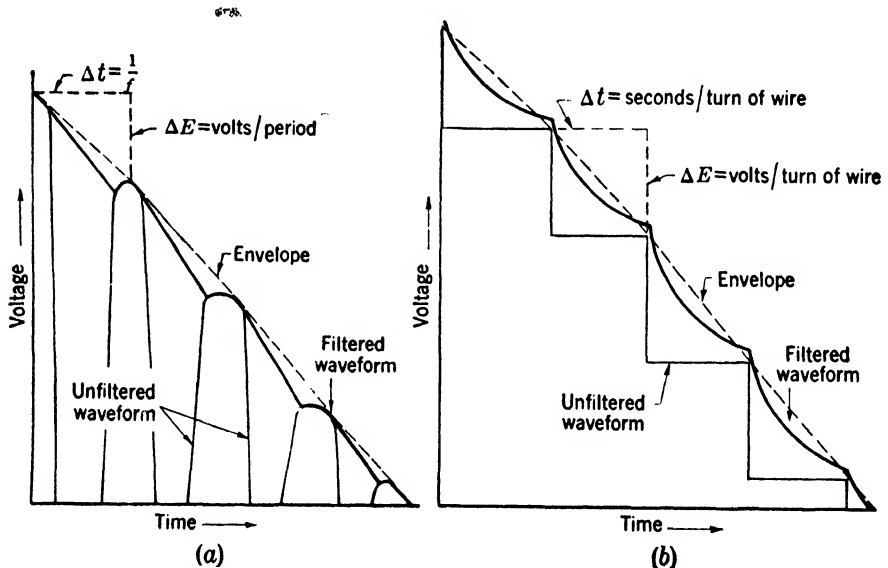 Δt = 1/f
ΔE = volts/period
Envelope
Filtered
waveform
Unfiltered
waveform
Voltage
Time
(a)
Δt = seconds/turn of wire
ΔE = volts/turn of wire
Envelope
Filtered
waveform
Unfiltered
waveform
Voltage
Time
(b)